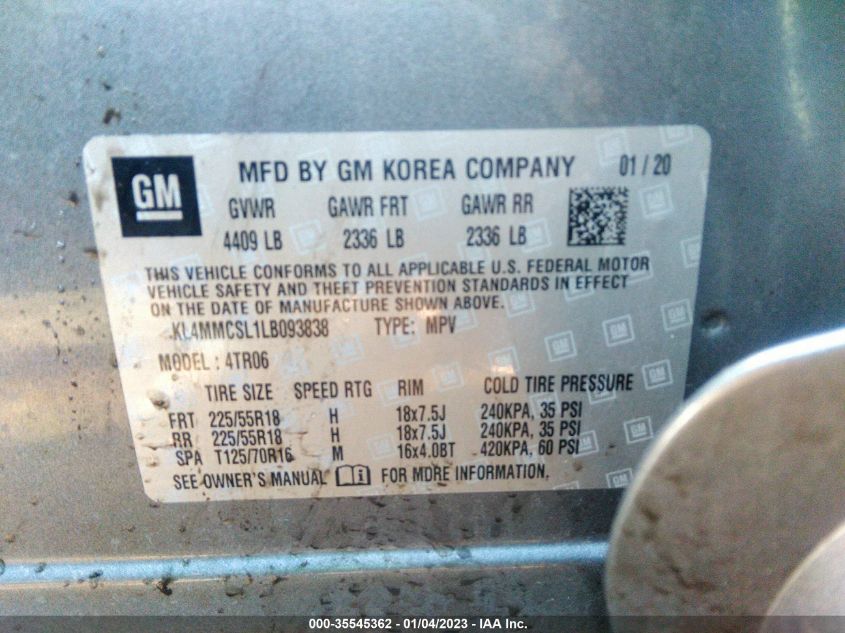 GM
MFD BY GM KOREA COMPANY 01 / 20
GVWR GAWR FRT GAWR RR
4409 LB 2336 LB 2336 LB
THIS VEHICLE CONFORMS TO ALL APPLICABLE U.S. FEDERAL MOTOR
VEHICLE SAFETY AND THEFT PREVENTION STANDARDS IN EFFECT
ON THE DATE OF MANUFACTURE SHOWN ABOVE.
KL4MMCSL1LB093838 TYPE: MPV
MODEL : 4TR06
TIRE SIZE SPEED RTG RIM COLD TIRE PRESSURE
FRT 225/55R18 H 18x7.5J 240KPA, 35 PSI
RR 225/55R18 H 18x7.5J 240KPA, 35 PSI
SPA T125/70R16 M 16x4.0BT 420KPA, 60 PSI
SEE OWNER'S MANUAL i FOR MORE INFORMATION.
000-35545362 - 01/04/2023 - IAA Inc.